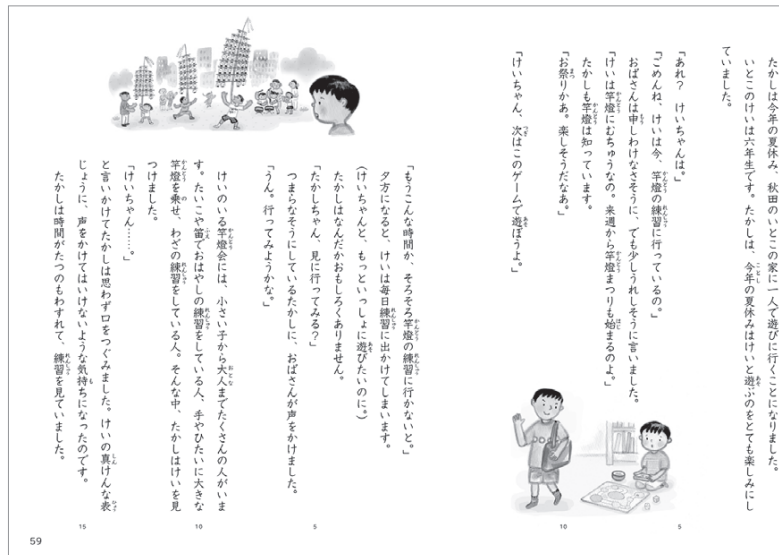 たかしは今年の夏休み、秋田のいとこの家に一人で遊びに行くことになりました。
いとこのけいは六年生です。たかしは、今年の夏休みはけいと遊ぶのをとても楽しみにし
ていました。
「あれ？　けいちゃんは。」
「ごめんね、けいは今、竿燈の練習に行っているの。」
おばさんは申しわけなさそうに、でも少しうれしそうに言いました。
「けいは竿燈にむちゅうなの。来週から竿燈まつりも始まるのよ。」
たかしも竿燈は知っています。
「お祭りかあ。楽しそうだなあ。」
「けいちゃん、次はこのゲームで遊ぼうよ。」
5
10
「もうこんな時間か、そろそろ竿燈の練習に行かないと。」
夕方になると、けいは毎日練習に出かけてしまいます。
（けいちゃんと、もっといっしょに遊びたいのに。）
たかしはなんだかおもしろくありません。
「たかしちゃん、見に行ってみる？」
つまらなそうにしているたかしに、おばさんが声をかけました。
「うん。行ってみようかな。」
けいのいる竿燈会には、小さい子から大人までたくさんの人がいま
す。たいこや笛でおはやしの練習をしている人、手やひたいに大きな
竿燈を乗せ、わざの練習をしている人。そんな中、たかしはけいを見
つけました。
「けいちゃん……。」
と言いかけてたかしは思わず口をつぐみました。けいの真けんな表
じょうに、声をかけてはいけないような気持ちになったのです。
たかしは時間がたつのもわすれて、練習を見ていました。
5
10
15
59